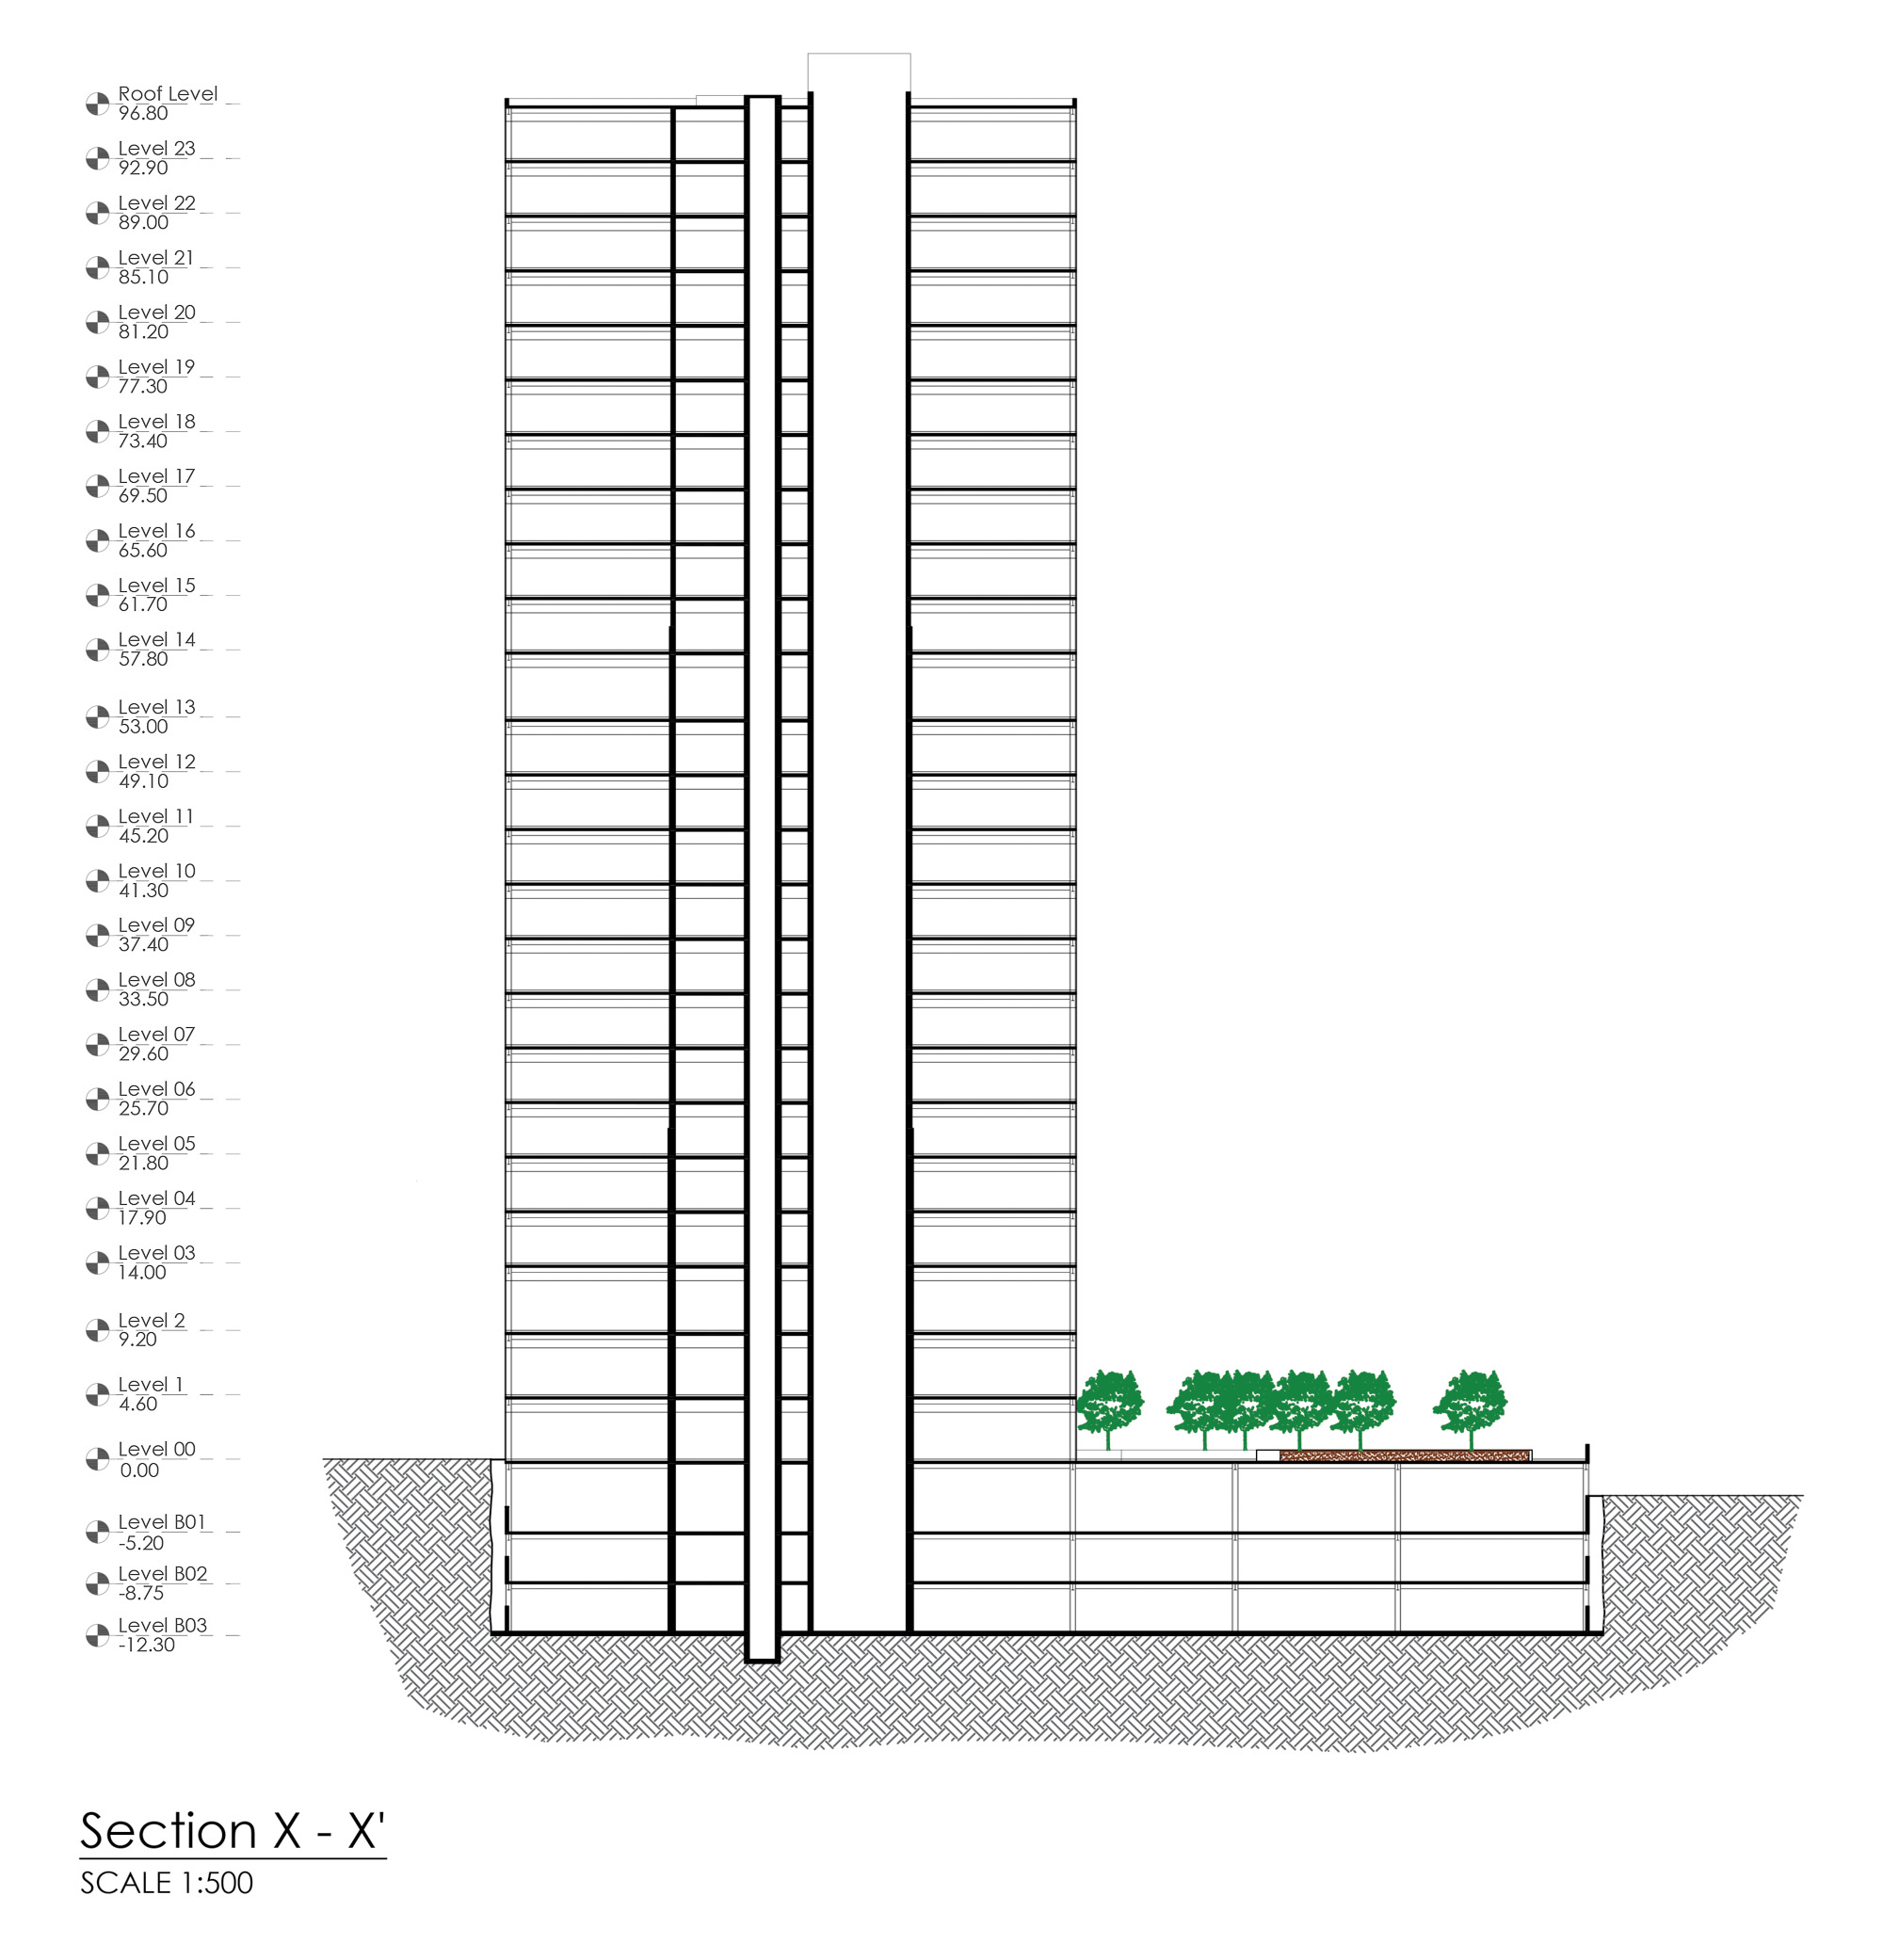 Roof Level
96.80
Level 23
92.90
Level 22
89.00
Level 21
85.10
Level 20
81.20
Level 19
77.30
Level 18
73.40
Level 17
69.50
Level 16
65.60
Level 15
61.70
Level 14
57.80
Level 13
53.00
Level 12
49.10
Level 11
45.20
Level 10
41.30
Level 09
37.40
Level 08
33.50
Level 07
29.60
Level 06
25.70
Level 05
21.80
Level 04
17.90
Level 03
14.00
Level 2
9.20
Level 1
4.60
Level 00
0.00
Level B01
-5.20
Level B02
-8.75
Level B03
-12.30
Section X - X'
SCALE 1:500